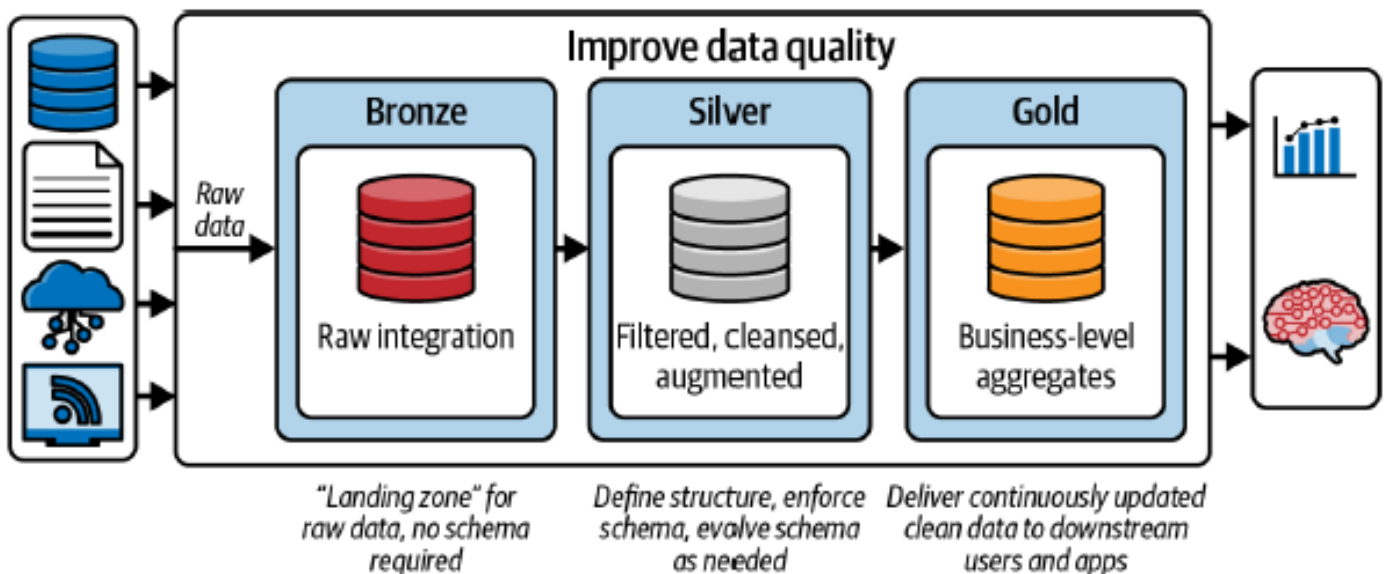 Improve data quality
Bronze
Silver
Gold
Raw
data
Raw integration
Filtered, cleansed,
augmented
Business-level
aggregates
“Landing zone” for
raw data, no schema
required
Define structure, enforce
schema, evolve schema
as needed
Deliver continuously updated
clean data to downstream
users and apps